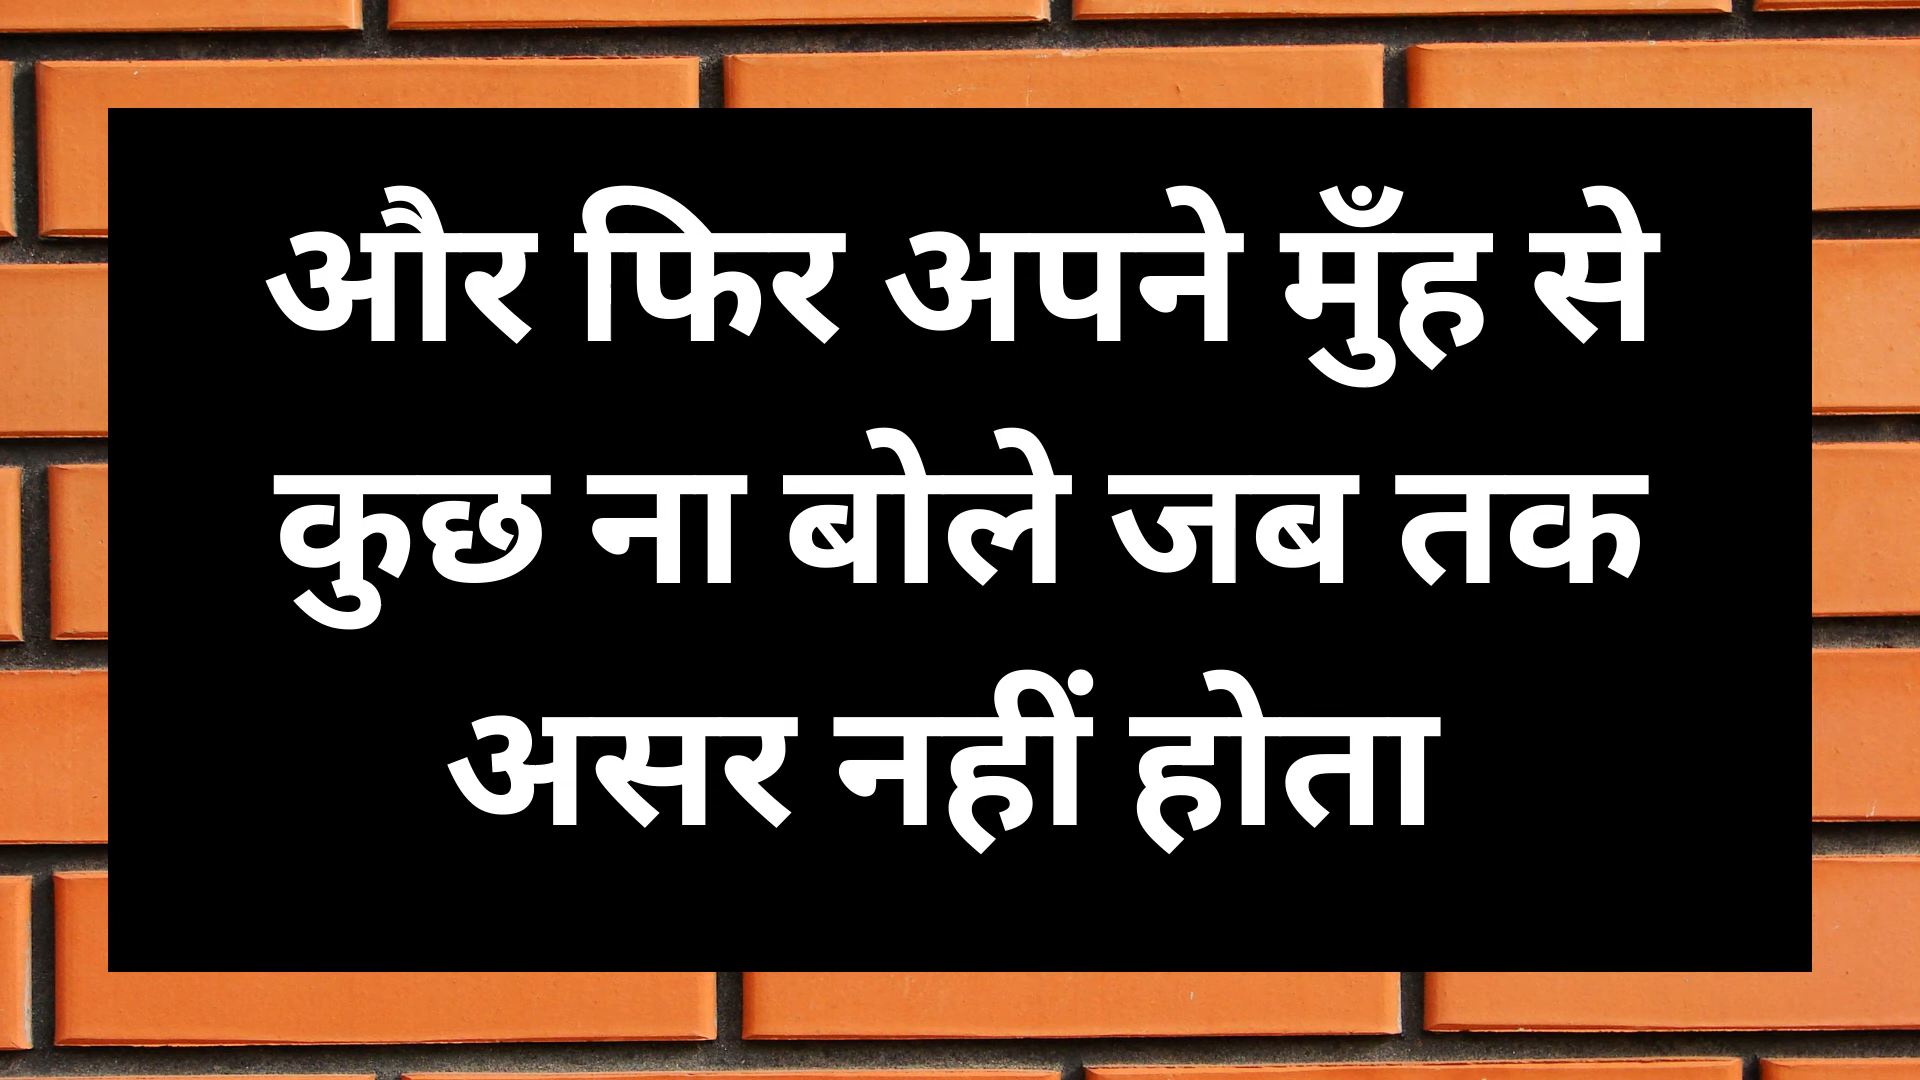 और फिर अपने मुँह से
कुछ ना बोले जब तक
असर नहीं होता